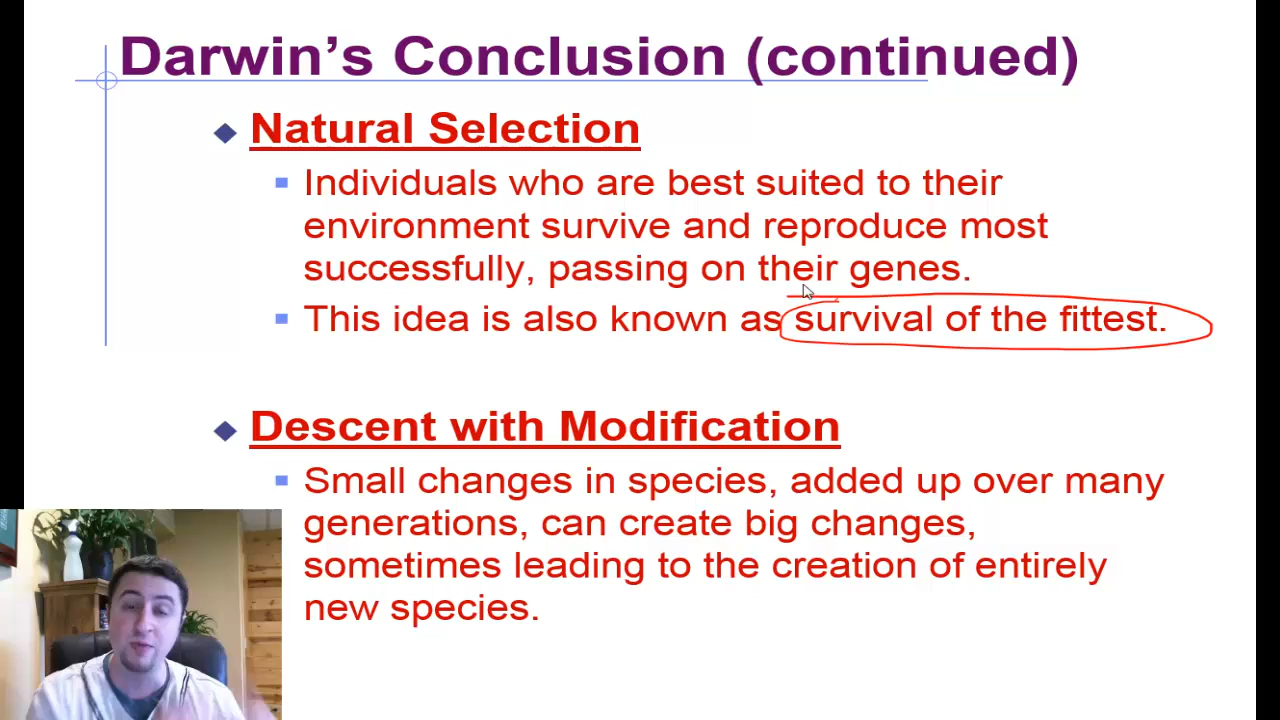 Darwin’s Conclusion (continued)
Natural Selection
Individuals who are best suited to their
environment survive and reproduce most
successfully, passing on their genes.
This idea is also known as survival of the fittest.
Descent with Modification
Small changes in species, added up over many
generations, can create big changes,
sometimes leading to the creation of entirely
new species.